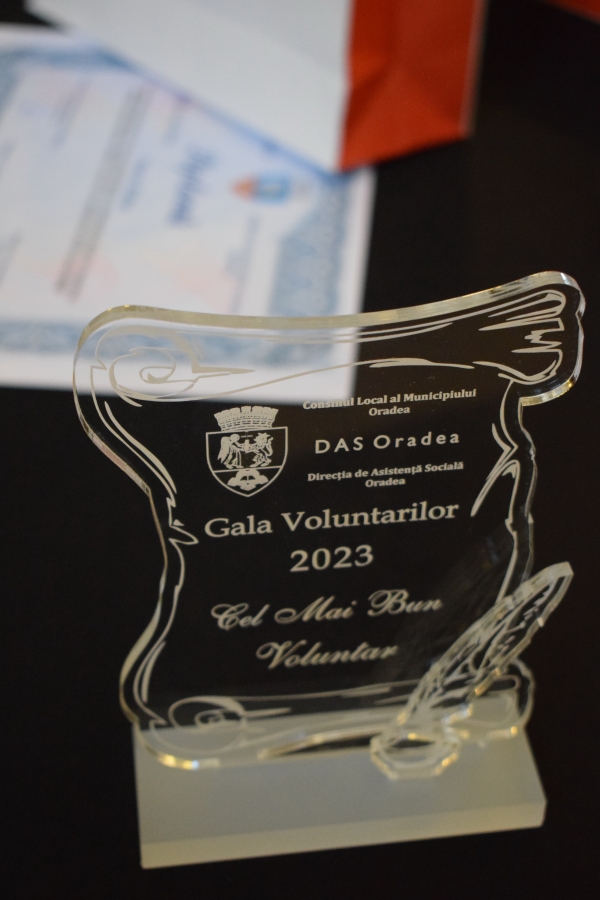 Consiliul Local al Municipiului
Oradea
DAS Oradea
Direcția de Asistență Socială
Oradea
Gala Voluntarilor
2023
Cel Mai Bun
Voluntar